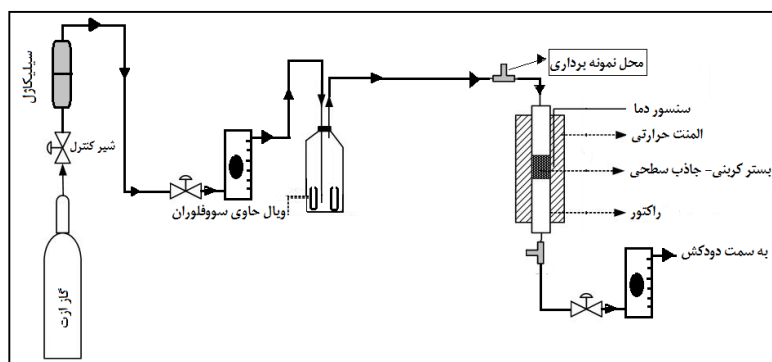 محل نمونه برداری
سیلیکاژل
سنسور دما
المنت حرارتی
شیر کنترل
بستر کربنی- جاذب سطحی
ویال حاوی سووفلوران
راکتور
به سمت دودکش
گاز ازت